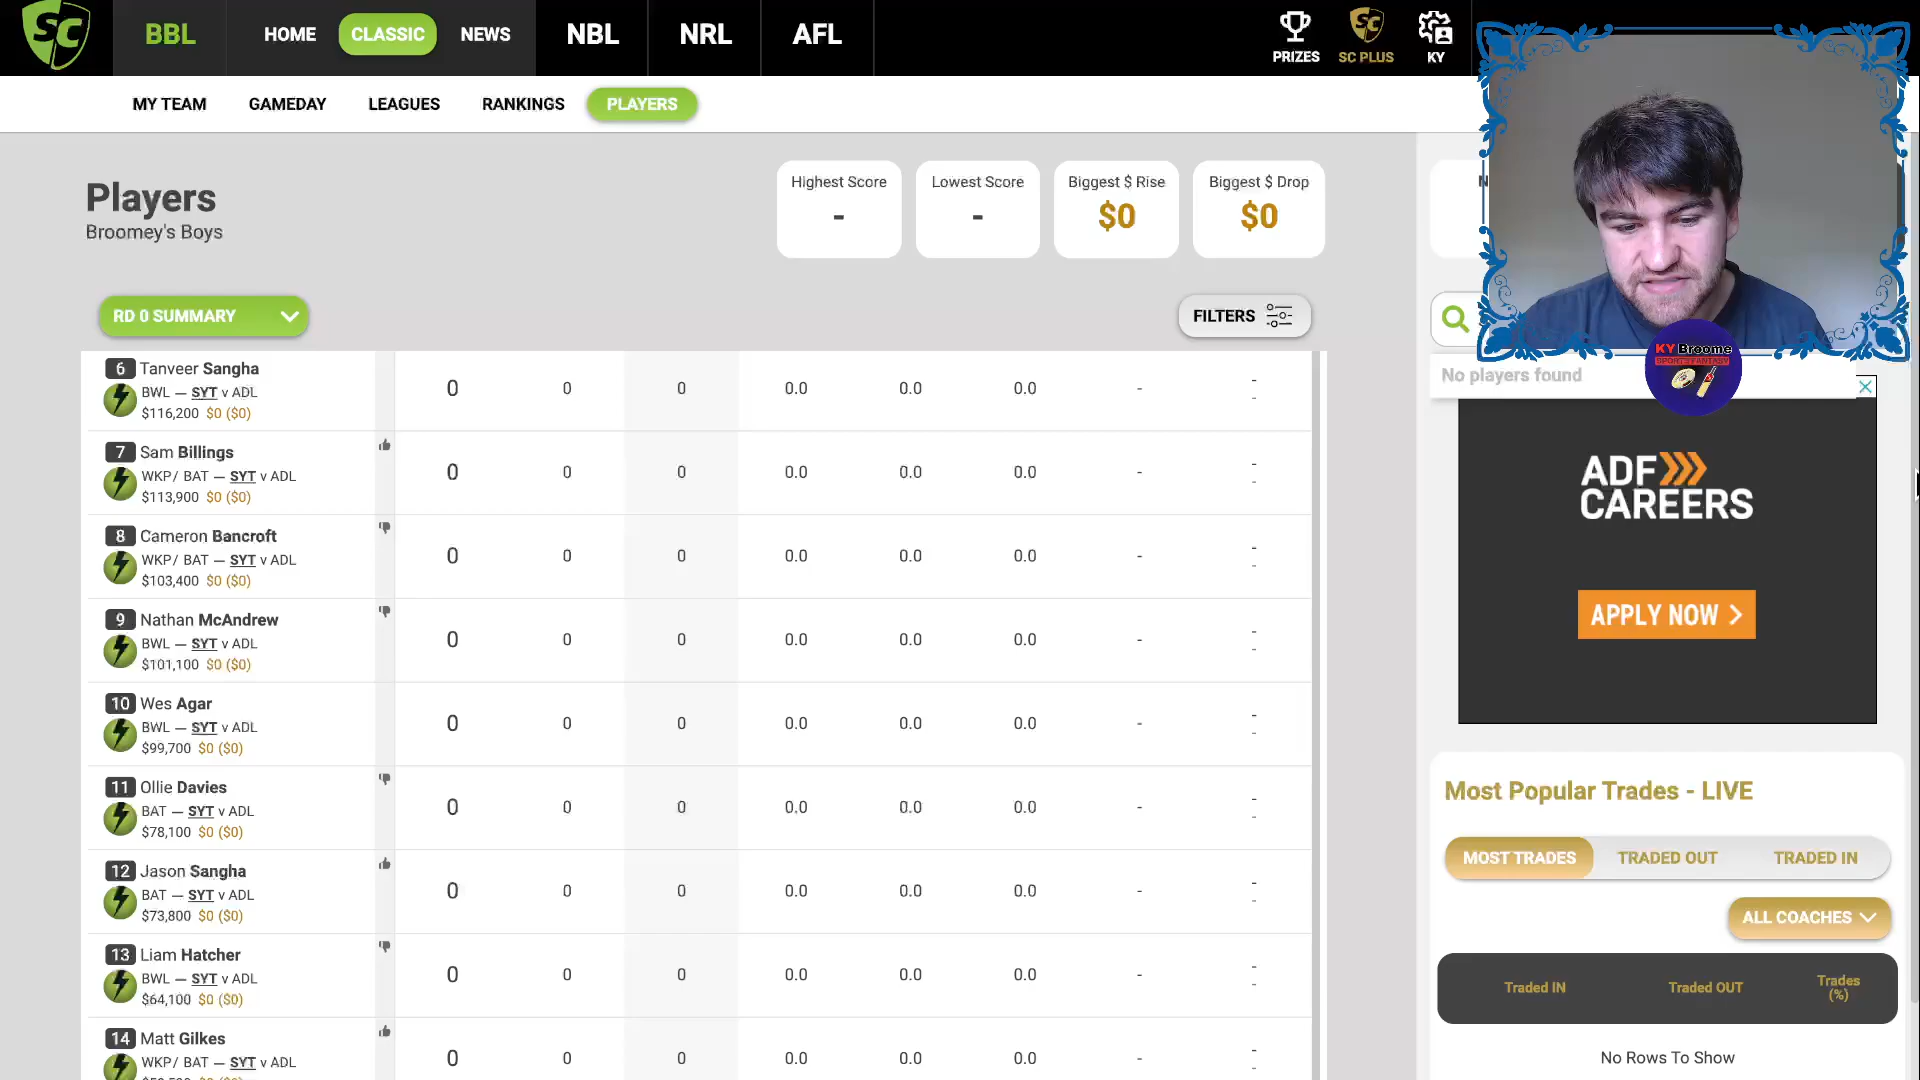 SC
BBL
HOME
CLASSIC
NEWS
NBL
NRL
AFL
PRIZES
SC PLUS
KY
MY TEAM
GAMEDAY
LEAGUES
RANKINGS
PLAYERS
Players
Broomey's Boys
Highest Score
-
Lowest Score
-
Biggest $ Rise
$0
Biggest $ Drop
$0
RD 0 SUMMARY
FILTERS
6 Tanveer Sangha
BWL — SYT v ADL
$116,200 $0 ($0)
0 0 0 0.0 0.0 0.0 - - -
7 Sam Billings
WKP/ BAT — SYT v ADL
$113,900 $0 ($0)
0 0 0 0.0 0.0 0.0 - - -
8 Cameron Bancroft
WKP/ BAT — SYT v ADL
$103,400 $0 ($0)
0 0 0 0.0 0.0 0.0 - - -
9 Nathan McAndrew
BWL — SYT v ADL
$101,100 $0 ($0)
0 0 0 0.0 0.0 0.0 - - -
10 Wes Agar
BWL — SYT v ADL
$99,700 $0 ($0)
0 0 0 0.0 0.0 0.0 - - -
11 Ollie Davies
BAT — SYT v ADL
$78,100 $0 ($0)
0 0 0 0.0 0.0 0.0 - - -
12 Jason Sangha
BAT — SYT v ADL
$73,800 $0 ($0)
0 0 0 0.0 0.0 0.0 - - -
13 Liam Hatcher
BWL — SYT v ADL
$64,100 $0 ($0)
0 0 0 0.0 0.0 0.0 - - -
14 Matt Gilkes
WKP/ BAT — SYT v ADL
0 0 0 0.0 0.0 0.0 - - -
KY Broome
SPORTS FANTASY
No players found
ADF
CAREERS
APPLY NOW >
Most Popular Trades - LIVE
MOST TRADES
TRADED OUT
TRADED IN
ALL COACHES
Traded IN
Traded OUT
Trades
(%)
No Rows To Show